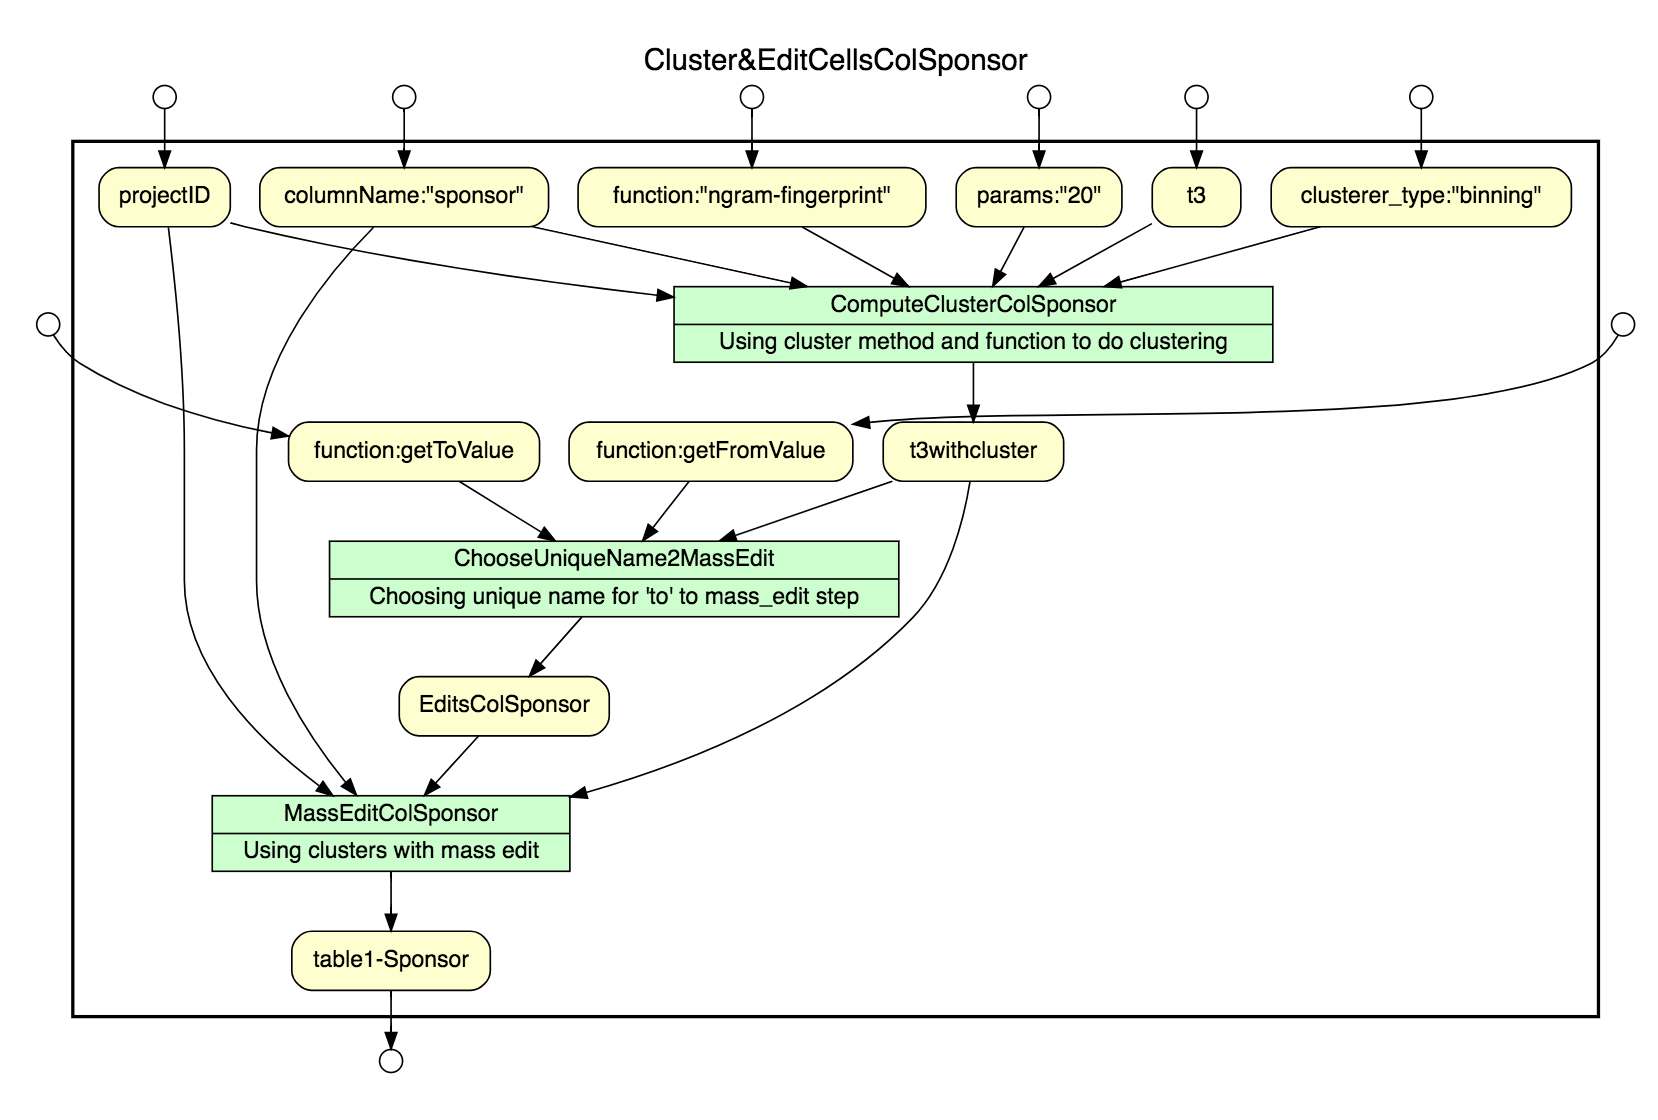 Cluster&EditCellsColSponsor
projectID
columnName:"sponsor"
function:"ngram-fingerprint"
params:"20"
t3
clusterer_type:"binning"
ComputeClusterColSponsor
Using cluster method and function to do clustering
function:getToValue
function:getFromValue
t3withcluster
ChooseUniqueName2MassEdit
Choosing unique name for 'to' to mass_edit step
EditsColSponsor
MassEditColSponsor
Using clusters with mass edit
table1-Sponsor